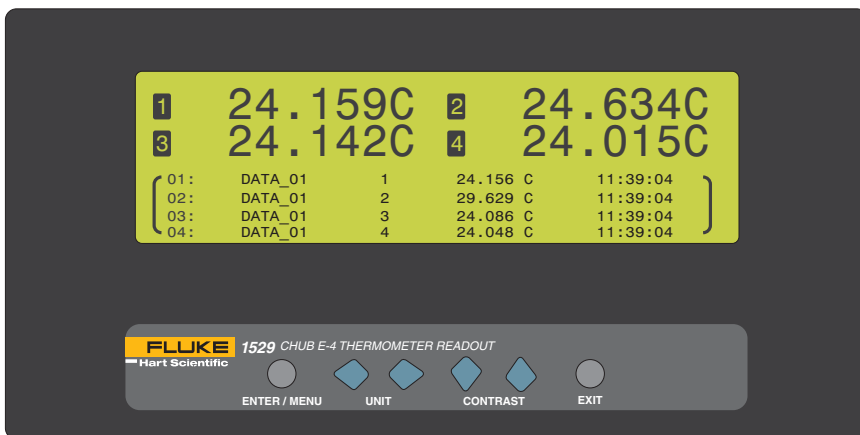 1 24.159C 2 24.634C
3 24.142C 4 24.015C
01: DATA_01 1 24.156 C 11:39:04
02: DATA_01 2 29.629 C 11:39:04
03: DATA_01 3 24.086 C 11:39:04
04: DATA_01 4 24.048 C 11:39:04
FLUKE 1529 CHUB E-4 THERMOMETER READOUT
Hart Scientific
ENTER / MENU UNIT CONTRAST EXIT